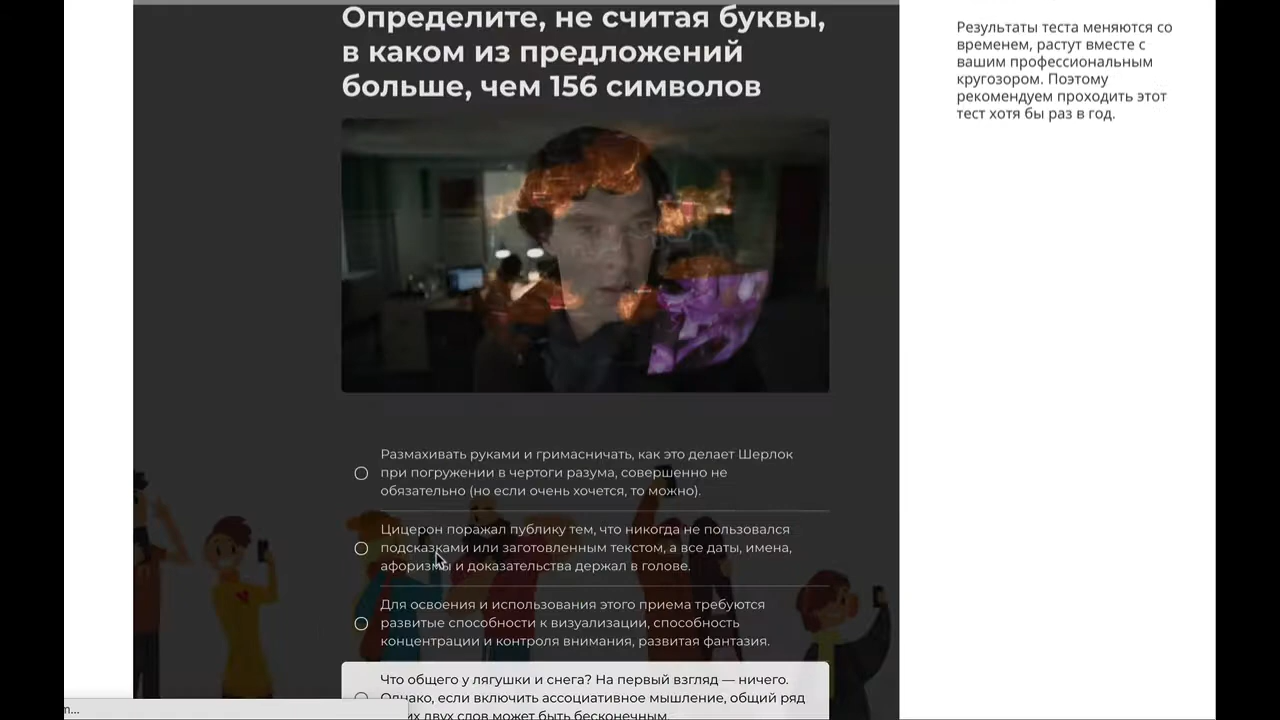 Определите, не считая буквы,
в каком из предложений
больше, чем 156 символов
Размахивать руками и гримасничать, как это делает Шерлок
при погружении в чертоги разума, совершенно не
обязательно (но если очень хочется, то можно).
Цицерон поражал публику тем, что никогда не пользовался
подсказками или заготовленным текстом, а все даты, имена,
афоризмы и доказательства держал в голове.
Для освоения и использования этого приема требуются
развитые способности к визуализации, способность
концентрации и контроля внимания, развитая фантазия.
Что общего у лягушки и снега? На первый взгляд — ничего.
Однако, если включить ассоциативное мышление, общий ряд
двух слов может быть бесконечным.
Результаты теста меняются со
временем, растут вместе с
вашим профессиональным
кругозором. Поэтому
рекомендуем проходить этот
тест хотя бы раз в год.